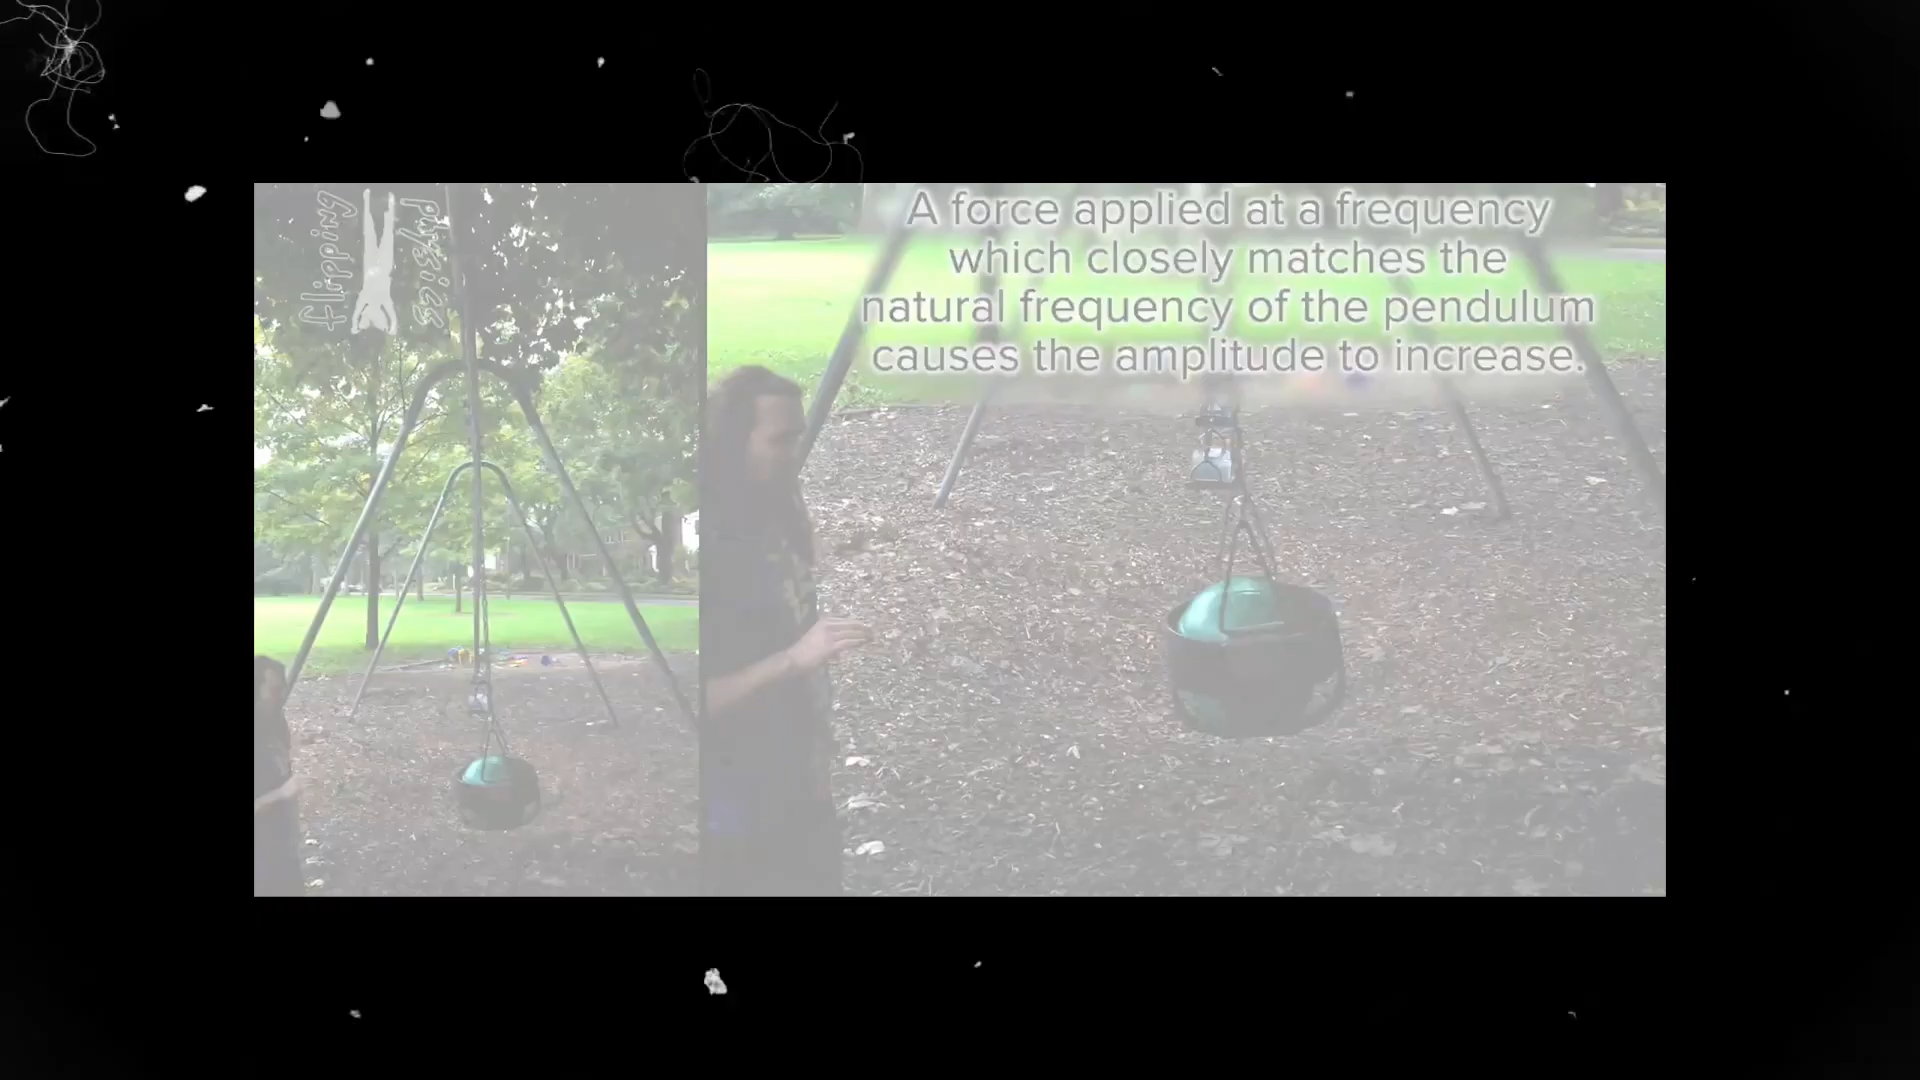 flipping
physics
A force applied at a frequency
which closely matches the
natural frequency of the pendulum
causes the amplitude to increase.